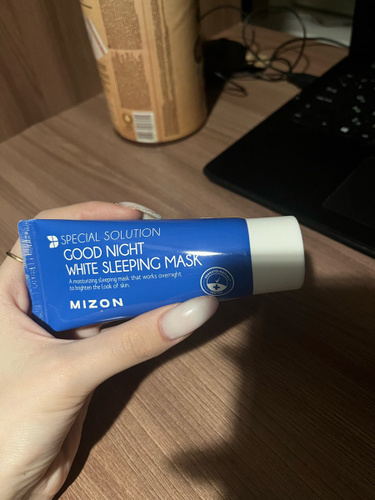 SPECIAL SOLUTION
GOOD NIGHT
WHITE SLEEPING MASK
A moisturizing sleeping mask that works overnight
to brighten the look of skin.
MIZON